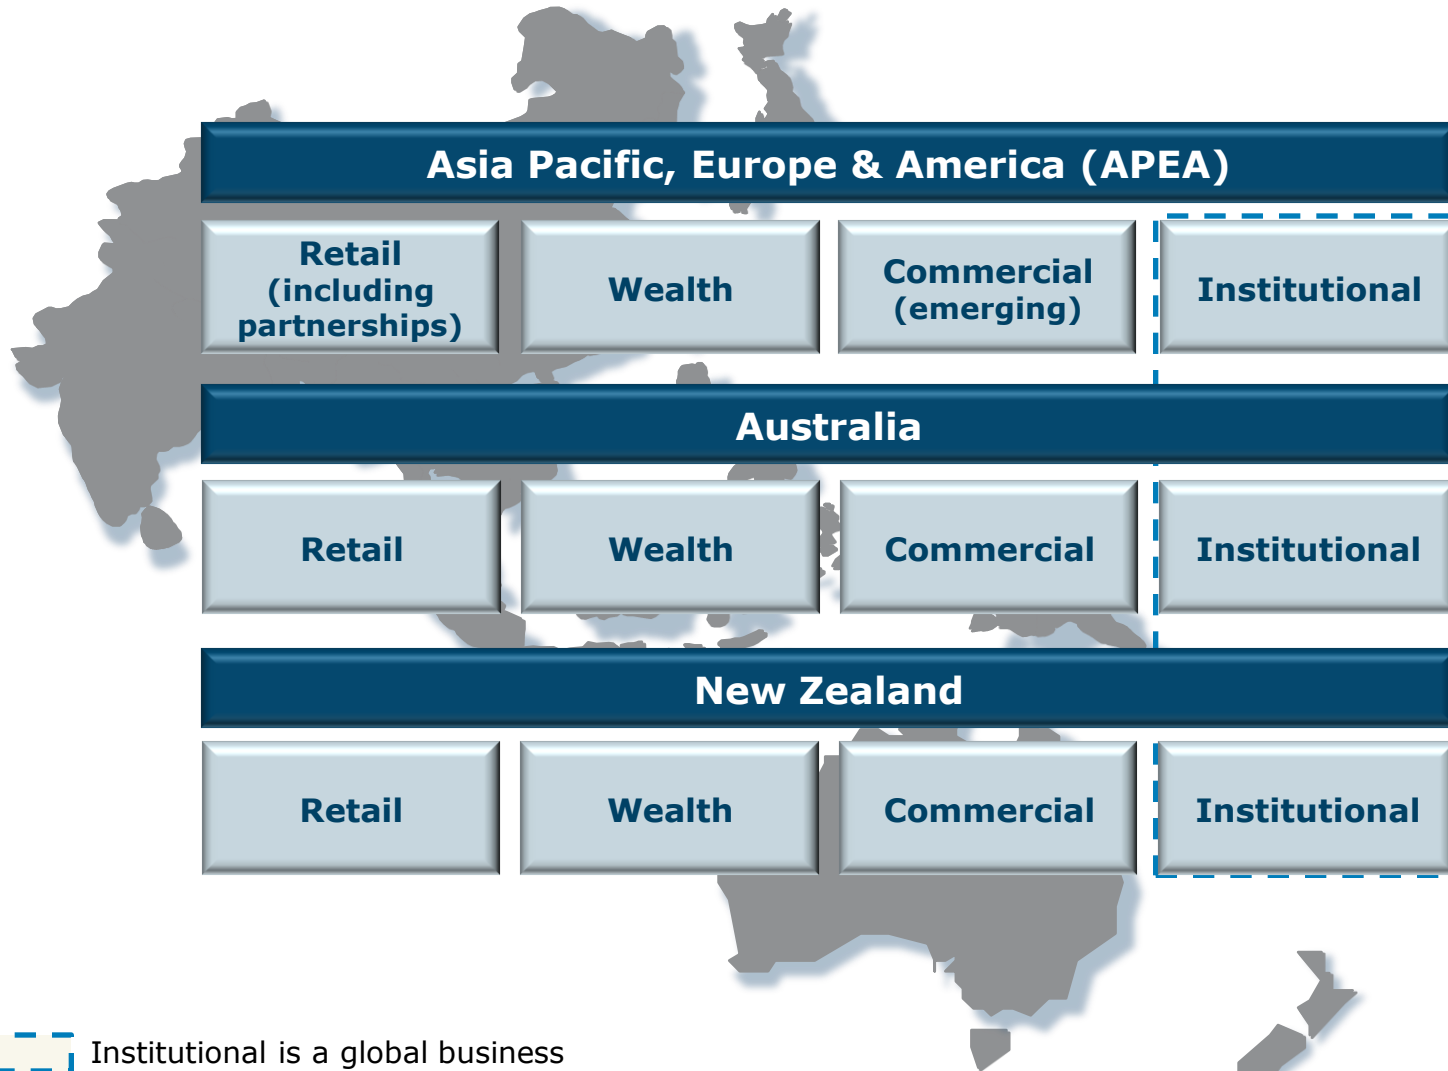 Asia Pacific, Europe & America (APEA)
Retail
(including
partnerships)
Wealth
Commercial
(emerging)
Institutional
Australia
Retail
Wealth
Commercial
Institutional
New Zealand
Retail
Wealth
Commercial
Institutional
Institutional is a global business